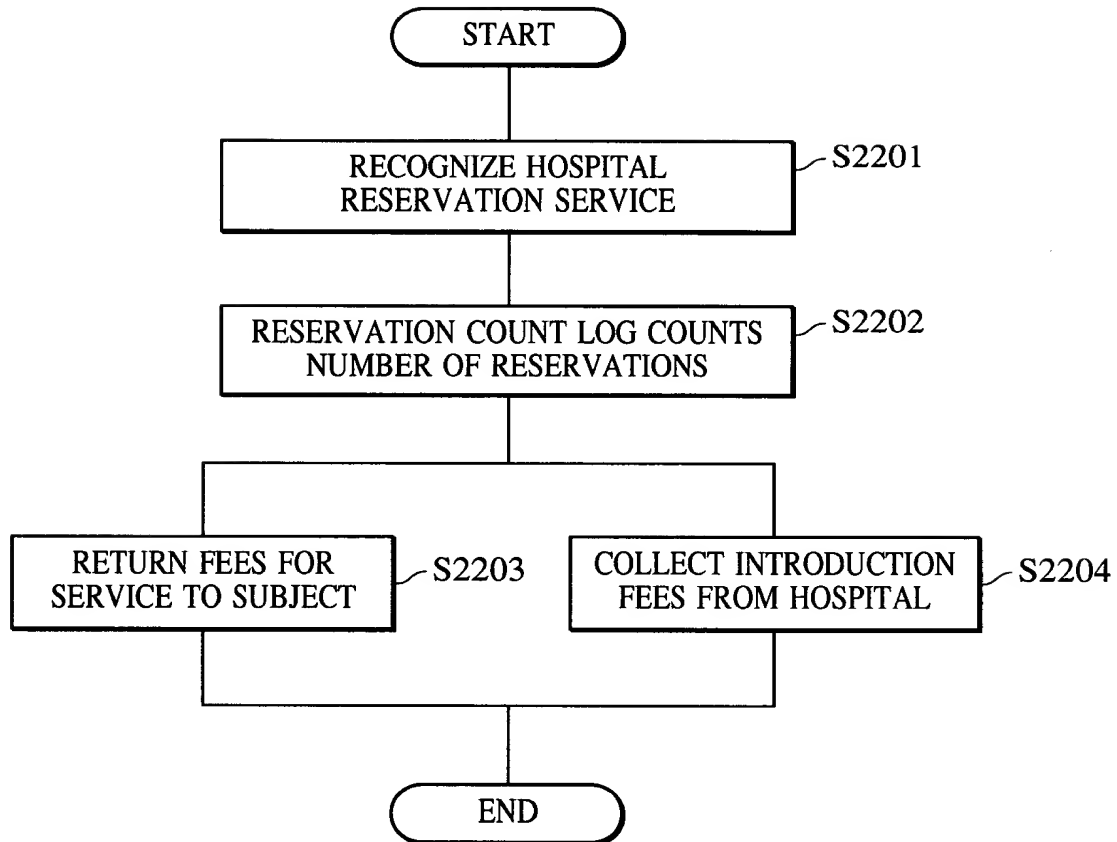 START
RECOGNIZE HOSPITAL
RESERVATION SERVICE
S2201
RESERVATION COUNT LOG COUNTS
NUMBER OF RESERVATIONS
S2202
RETURN FEES FOR
SERVICE TO SUBJECT
S2203
COLLECT INTRODUCTION
FEES FROM HOSPITAL
S2204
END